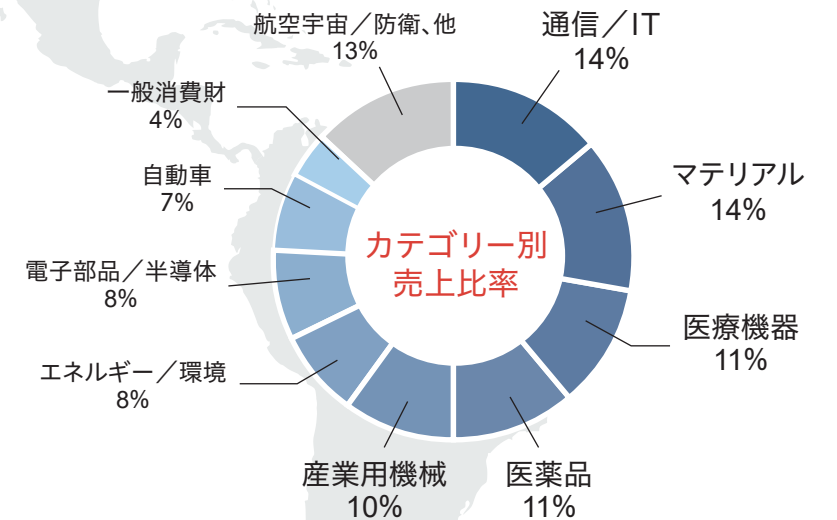 カテゴリー別
売上比率
通信／IT
14%
マテリアル
14%
医療機器
11%
医薬品
11%
産業用機械
10%
エネルギー／環境
8%
電子部品／半導体
8%
自動車
7%
一般消費財
4%
航空宇宙／防衛、他
13%